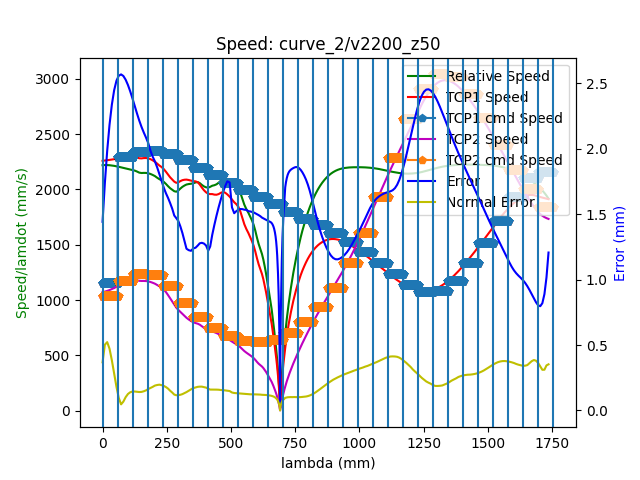 Speed: curve_2/v2200_z50
Relative Speed
TCP1 Speed
TCP1 cmd Speed
TCP2 Speed
TCP2 cmd Speed
Error
Normal Error
Speed/lamdot (mm/s)
3000
2500
2000
1500
1000
500
0
2.5
2.0
1.5
1.0
0.5
0.0
Error (mm)
0 250 500 750 1000 1250 1500 1750
lambda (mm)